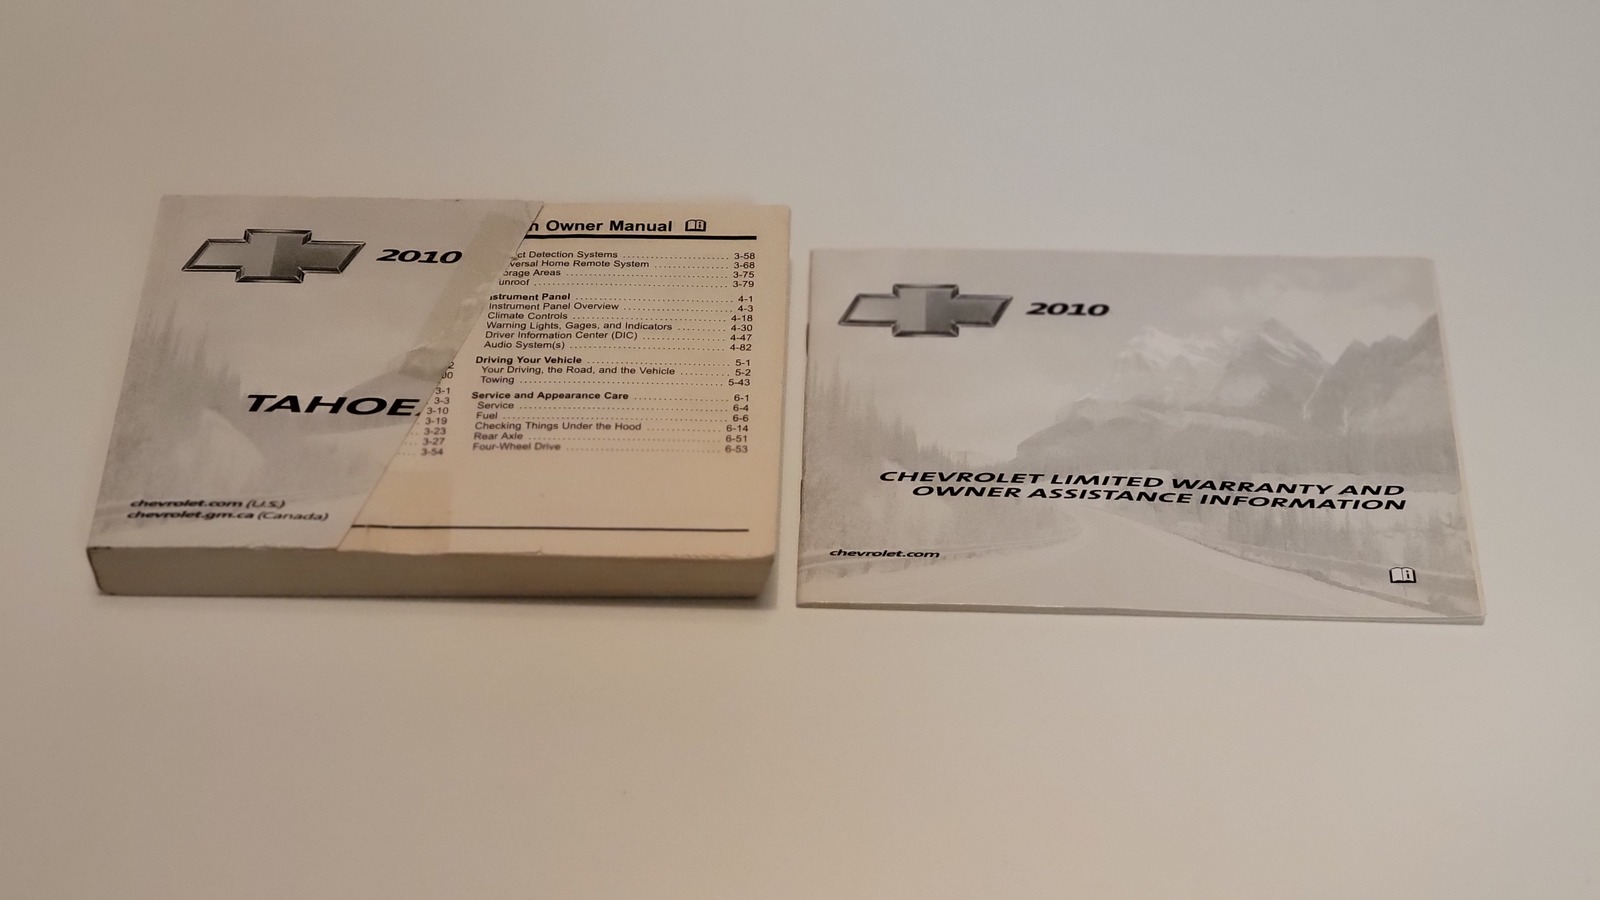 2010
TAHOE
chevrolet.com (U.S.)
chevrolet.gm.ca (Canada)
3-1
3-3
3-10
3-19
3-23
3-27
3-54
Owner Manual
Detection Systems 3-58
Home Remote System 3-68
Areas 3-75
3-79
Panel 4-1
Instrument Panel Overview 4-3
Climate Controls 4-18
Warning Lights, Gages, and Indicators 4-30
Driver Information Center (DIC) 4-47
Audio System(s) 4-82
Driving Your Vehicle 5-1
Your Driving, the Road, and the Vehicle 5-2
Towing 5-43
Service and Appearance Care 6-1
Service 6-4
Fuel 6-6
Checking Things Under the Hood 6-14
Rear Axle 6-51
Four-Wheel Drive 6-53
2010
CHEVROLET LIMITED WARRANTY AND
OWNER ASSISTANCE INFORMATION
chevrolet.com